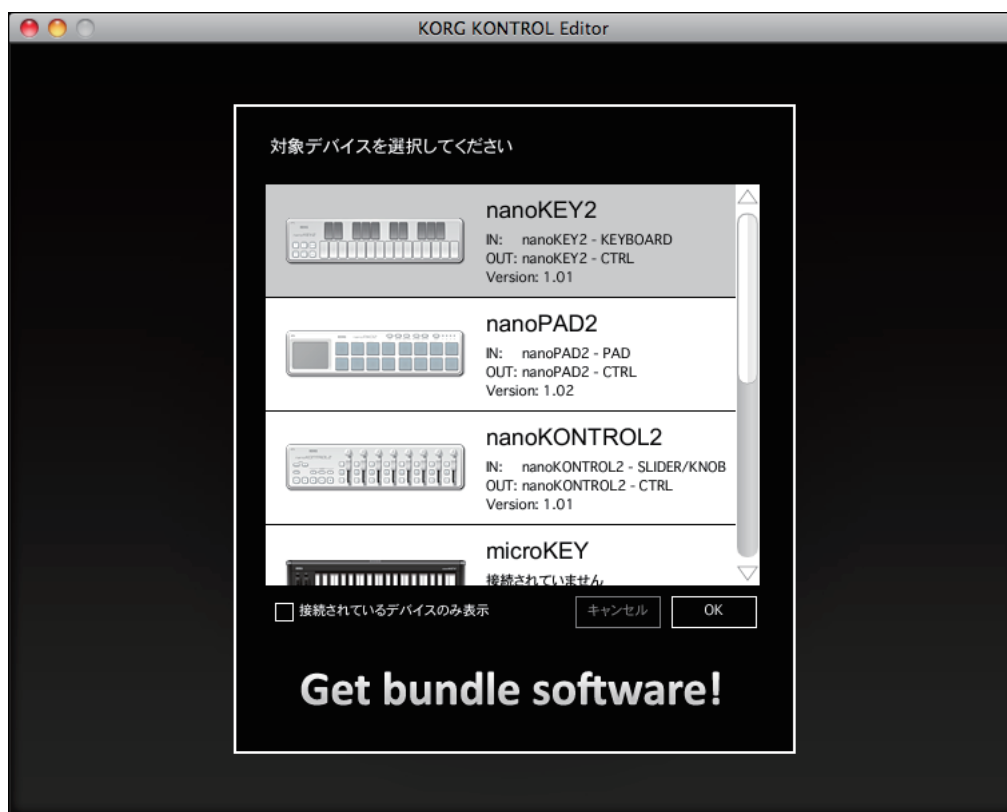 KORG KONTROL Editor
対象デバイスを選択してください
nanoKEY2
IN: nanoKEY2 - KEYBOARD
OUT: nanoKEY2 - CTRL
Version: 1.01
nanoPAD2
IN: nanoPAD2 - PAD
OUT: nanoPAD2 - CTRL
Version: 1.02
nanoKONTROL2
IN: nanoKONTROL2 - SLIDER/KNOB
OUT: nanoKONTROL2 - CTRL
Version: 1.01
microKEY
接続されていません
接続されているデバイスのみ表示
キャンセル
OK
Get bundle software!